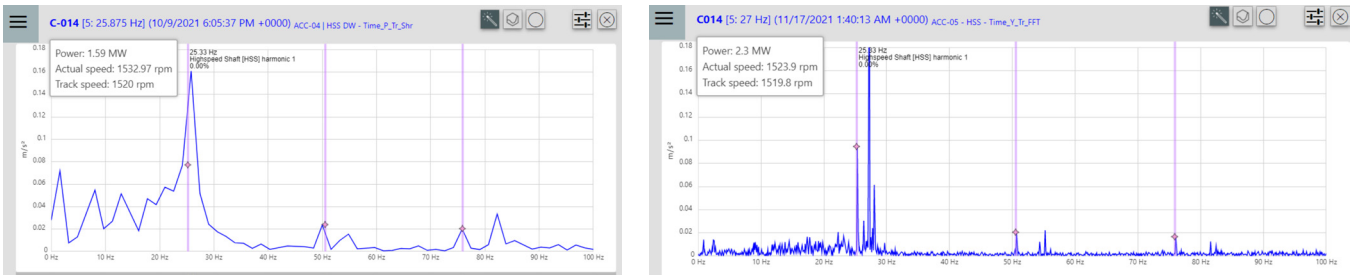 C-014 [5: 25.875 Hz] (10/9/2021 6:05:37 PM +0000) ACC-04 | HSS DW - Time_P_Tr_Shr
Power: 1.59 MW
Actual speed: 1532.97 rpm
Track speed: 1520 rpm
25.33 Hz
Highspeed Shaft [HSS] harmonic 1
0.00%
m/s²
0.18
0.16
0.14
0.12
0.1
0.08
0.06
0.04
0.02
0
0 Hz 10 Hz 20 Hz 30 Hz 40 Hz 50 Hz 60 Hz 70 Hz 80 Hz 90 Hz 100 Hz
C014 [5: 27 Hz] (11/17/2021 1:40:13 AM +0000) ACC-05 - HSS - Time_Y_Tr_FFT
Power: 2.3 MW
Actual speed: 1523.9 rpm
Track speed: 1519.8 rpm
25.33 Hz
Highspeed Shaft [HSS] harmonic 1
0.00%
m/s²
0.18
0.16
0.14
0.12
0.1
0.08
0.06
0.04
0.02
0
0 Hz 10 Hz 20 Hz 30 Hz 40 Hz 50 Hz 60 Hz 70 Hz 80 Hz 90 Hz 100 Hz